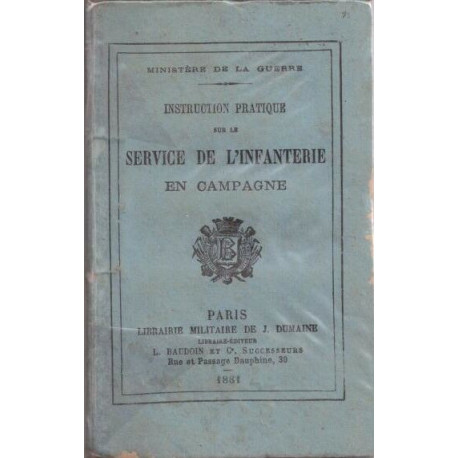 MINISTÈRE DE LA GUERRE
INSTRUCTION PRATIQUE
SUR LE
SERVICE DE L'INFANTERIE
EN CAMPAGNE
PARIS
LIBRAIRIE MILITAIRE DE J. DUMAINE
LIBRAIRE-ÉDITEUR
L. BAUDOIN ET Cᵉ, SUCCESSEURS
Rue et Passage Dauphine, 30
1881